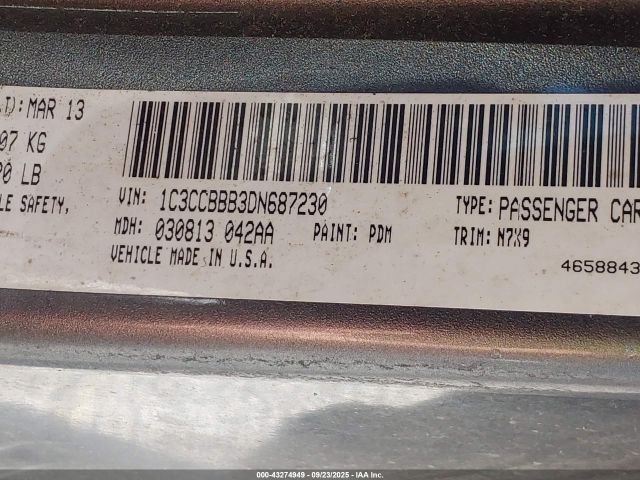 MAR 13
07 KG
0 LB
LE SAFETY,
VIN: 1C3CCBBB3DN687230 TYPE: PASSENGER CAR
MDH: 030813 042AA PAINT: PDM TRIM: N7X9
VEHICLE MADE IN U.S.A.
4658843
000-43274949 - 09/23/2025 - IAAI, Inc.